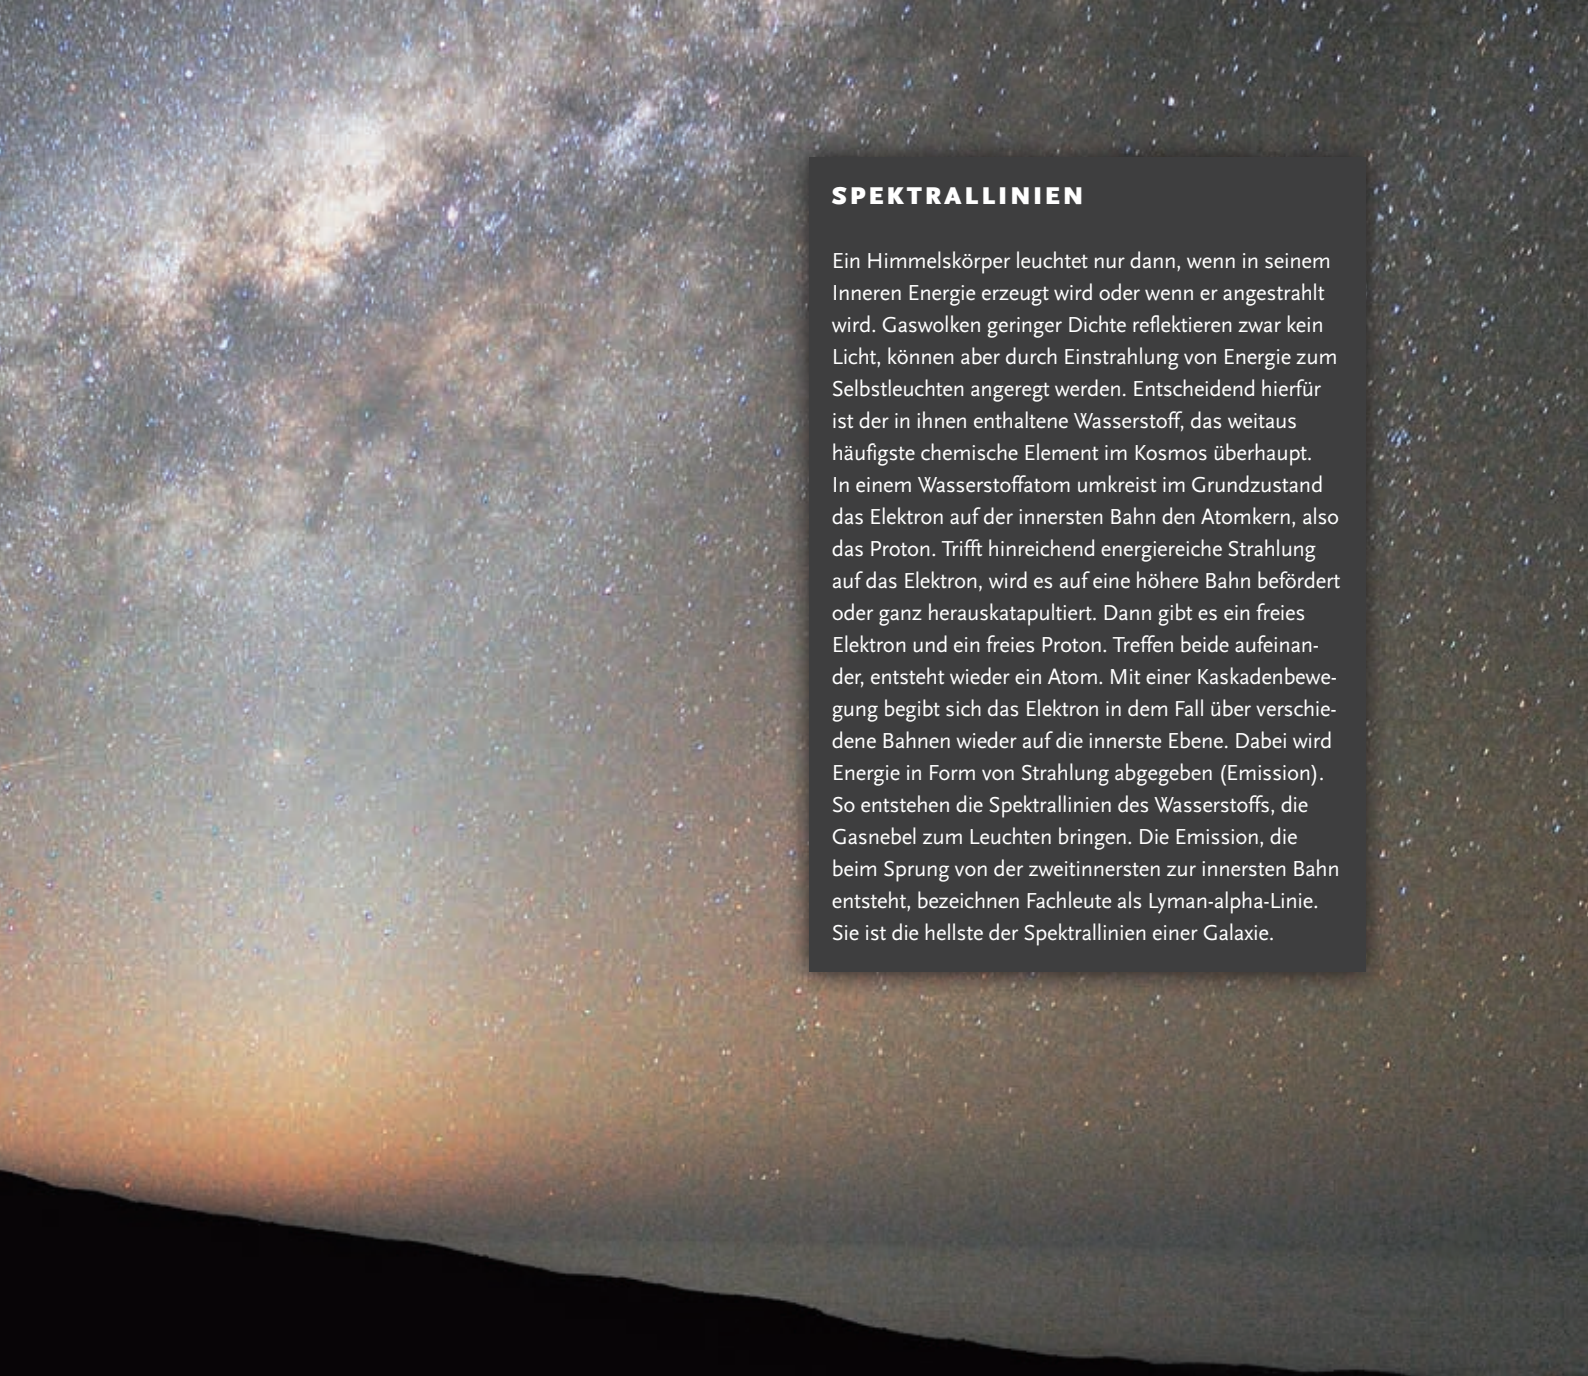 SPEKTRALLINIEN
Ein Himmelskörper leuchtet nur dann, wenn in seinem
Inneren Energie erzeugt wird oder wenn er angestrahlt
wird. Gaswolken geringer Dichte reflektieren zwar kein
Licht, können aber durch Einstrahlung von Energie zum
Selbstleuchten angeregt werden. Entscheidend hierfür
ist der in ihnen enthaltene Wasserstoff, das weitaus
häufigste chemische Element im Kosmos überhaupt.
In einem Wasserstoffatom umkreist im Grundzustand
das Elektron auf der innersten Bahn den Atomkern, also
das Proton. Trifft hinreichend energiereiche Strahlung
auf das Elektron, wird es auf eine höhere Bahn befördert
oder ganz herauskatapultiert. Dann gibt es ein freies
Elektron und ein freies Proton. Treffen beide aufeinan-
der, entsteht wieder ein Atom. Mit einer Kaskadenbewe-
gung begibt sich das Elektron in dem Fall über verschie-
dene Bahnen wieder auf die innerste Ebene. Dabei wird
Energie in Form von Strahlung abgegeben (Emission).
So entstehen die Spektrallinien des Wasserstoffs, die
Gasnebel zum Leuchten bringen. Die Emission, die
beim Sprung von der zweitinnersten zur innersten Bahn
entsteht, bezeichnen Fachleute als Lyman-alpha-Linie.
Sie ist die hellste der Spektrallinien einer Galaxie.